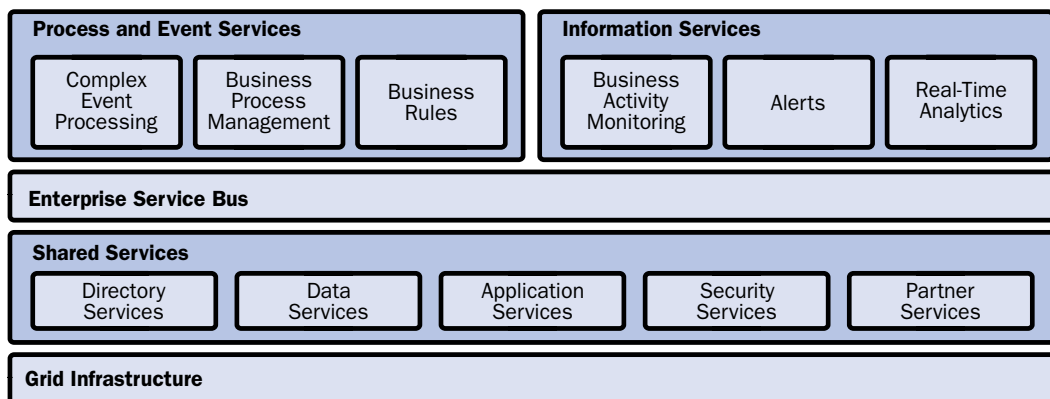 Process and Event Services
Complex
Event
Processing
Business
Process
Management
Business
Rules
Information Services
Business
Activity
Monitoring
Alerts
Real-Time
Analytics
Enterprise Service Bus
Shared Services
Directory
Services
Data
Services
Application
Services
Security
Services
Partner
Services
Grid Infrastructure